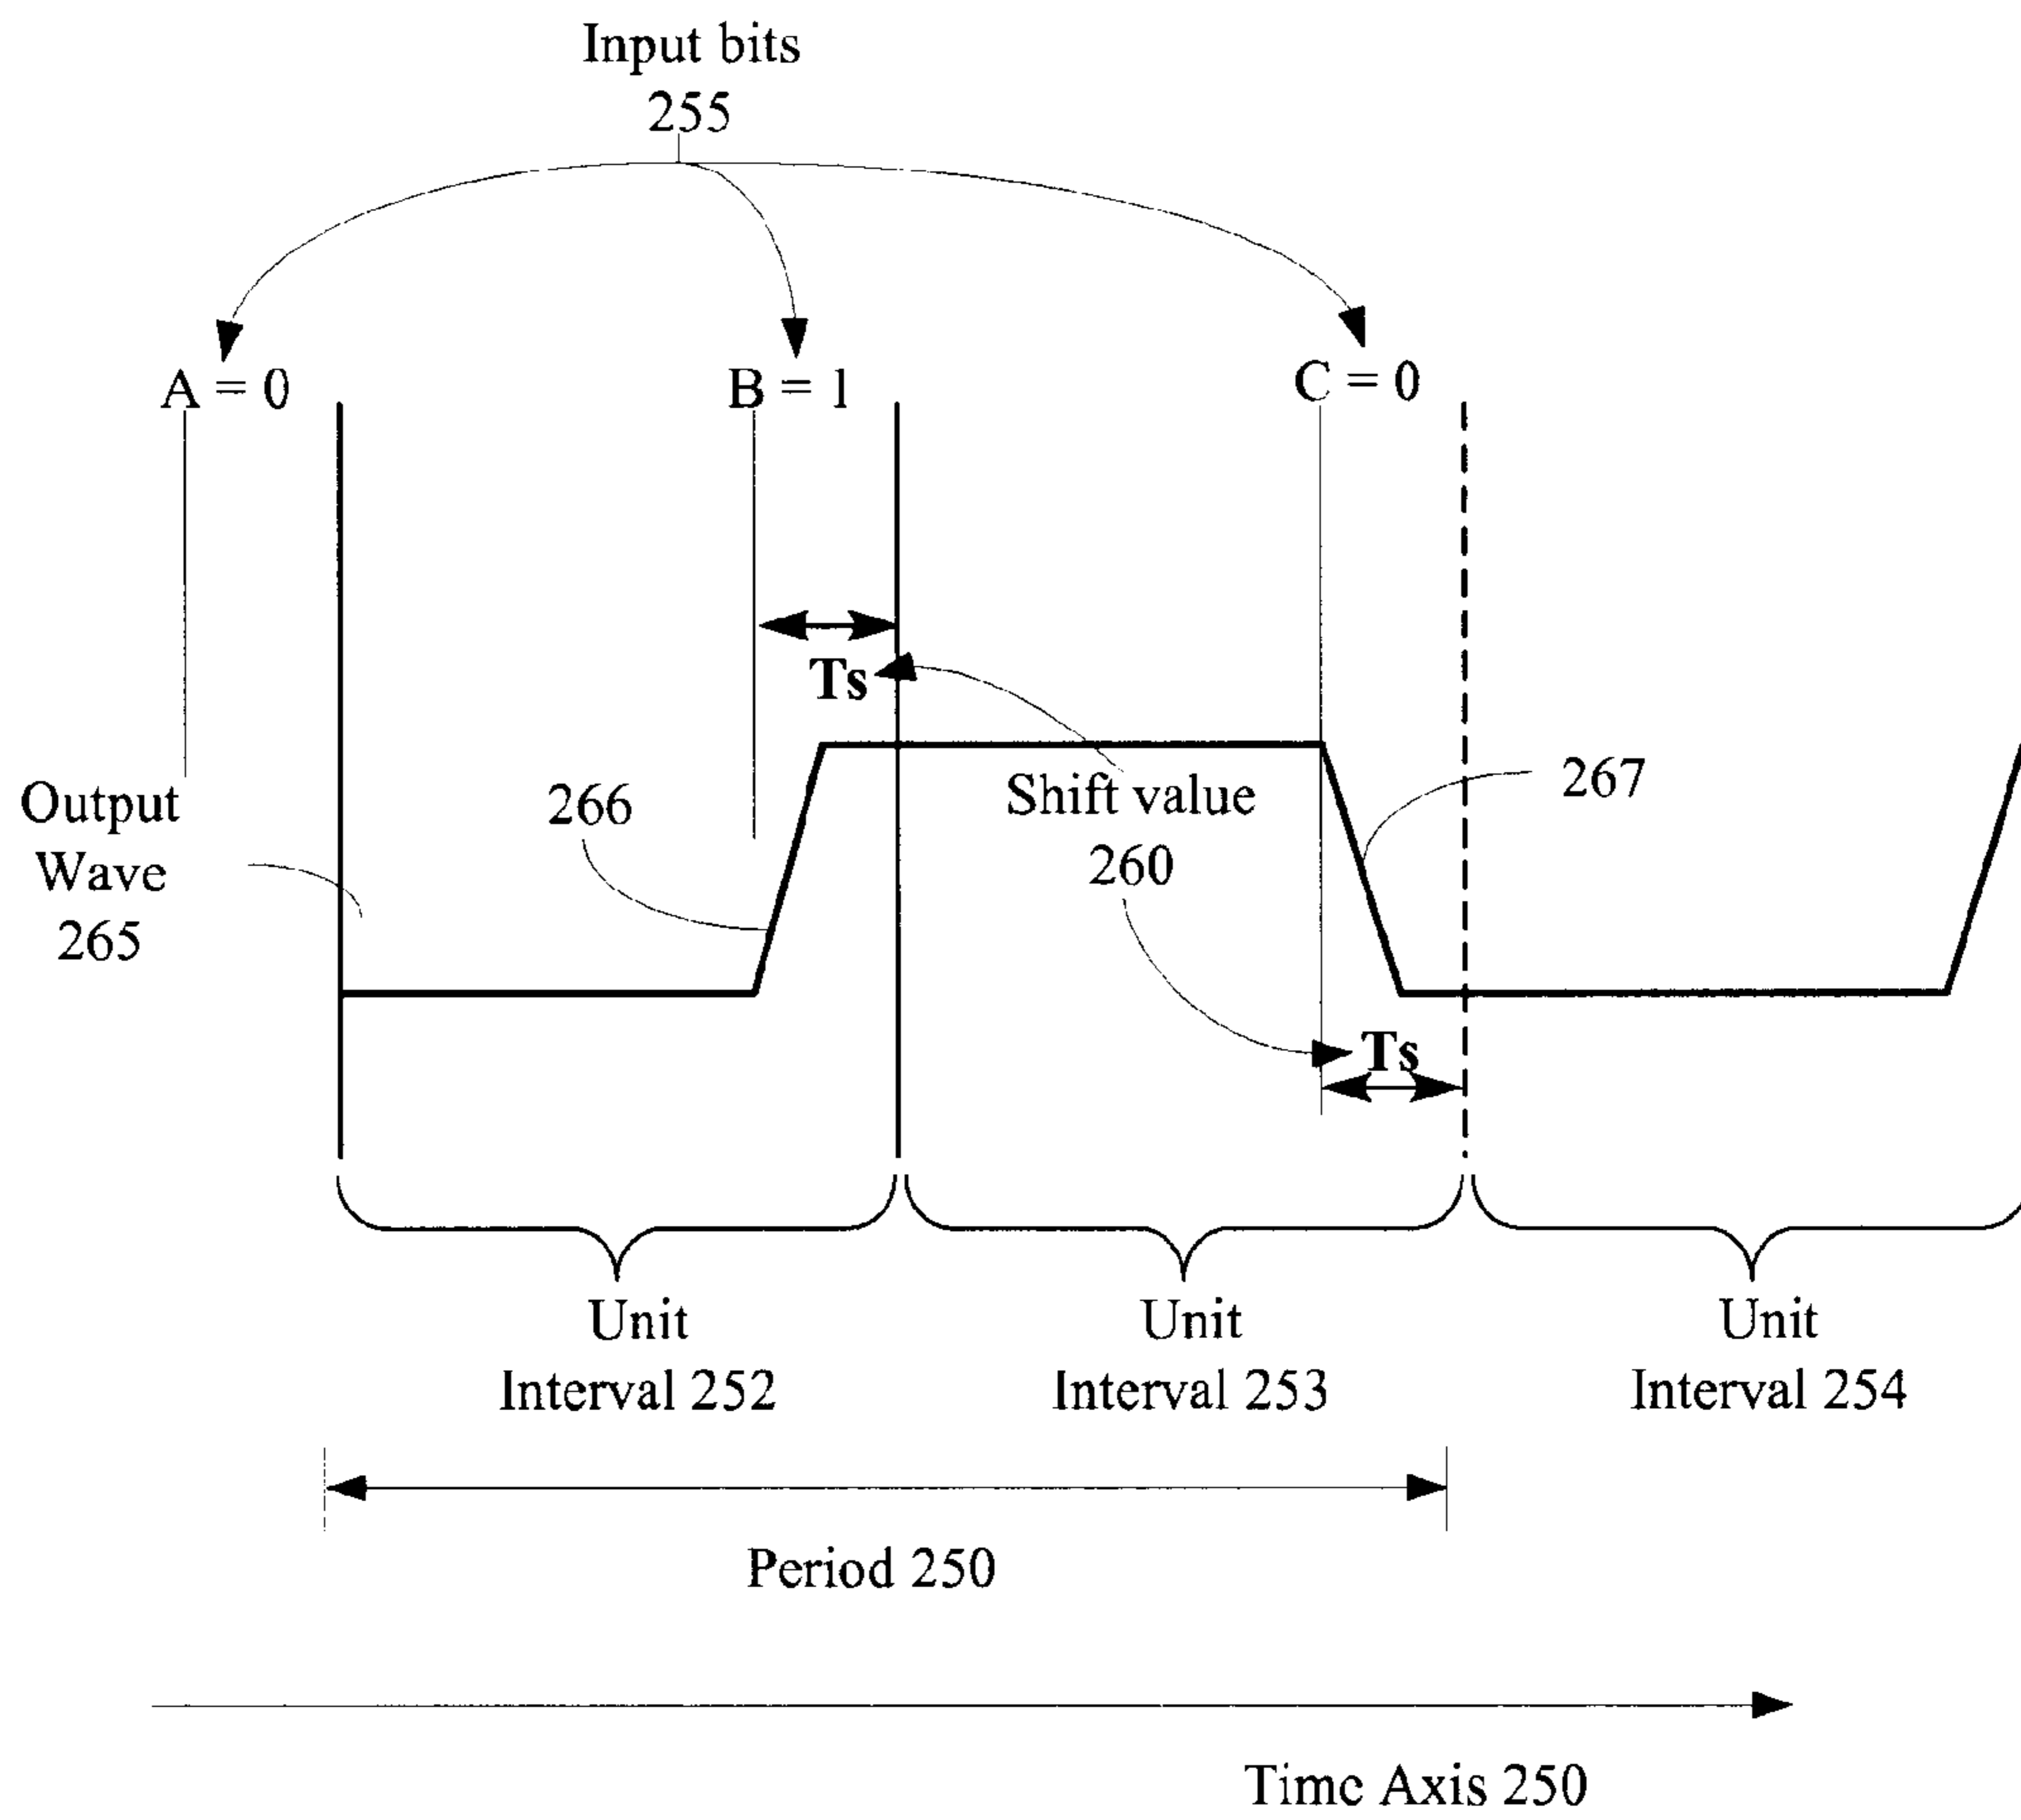 Input bits
255
A = 0
B = 1
C = 0
Ts
Output
Wave
265
266
Shift value
260
267
Ts
Unit
Interval 252
Unit
Interval 253
Unit
Interval 254
Period 250
Time Axis 250